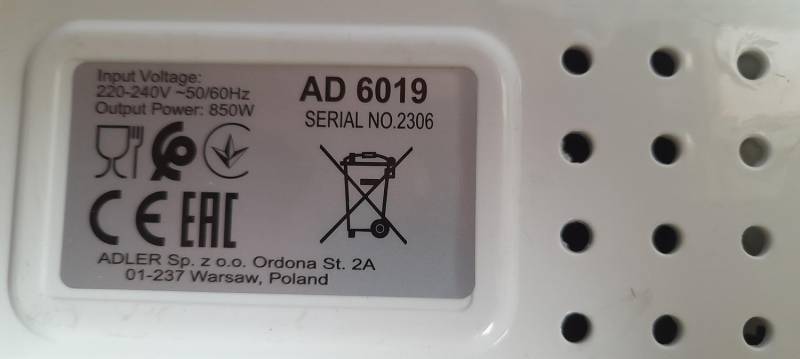 Input Voltage:
220-240V ~50/60Hz
Output Power: 850W
AD 6019
SERIAL NO.2306
CE EAC
ADLER Sp. z o.o. Ordona St. 2A
01-237 Warsaw, Poland